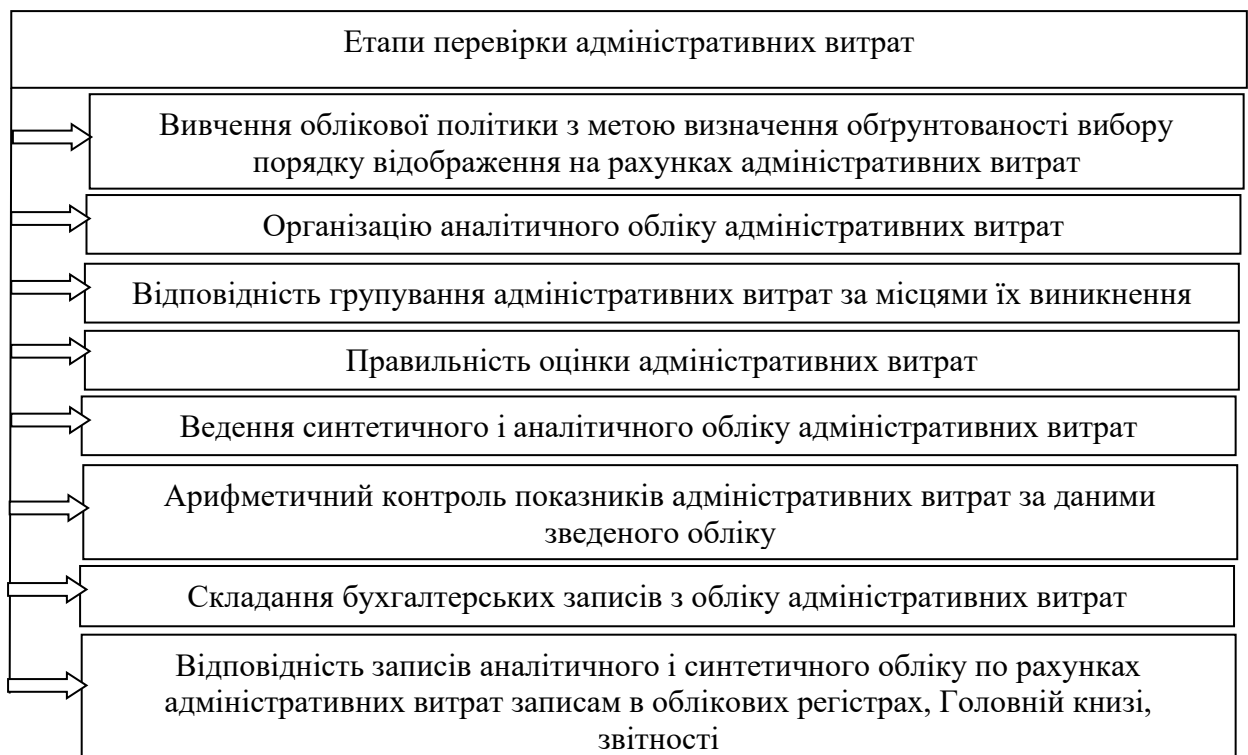 Етапи перевірки адміністративних витрат
Вивчення облікової політики з метою визначення обґрунтованості вибору
порядку відображення на рахунках адміністративних витрат
Організацію аналітичного обліку адміністративних витрат
Відповідність групування адміністративних витрат за місцями їх виникнення
Правильність оцінки адміністративних витрат
Ведення синтетичного і аналітичного обліку адміністративних витрат
Арифметичний контроль показників адміністративних витрат за даними
зведеного обліку
Складання бухгалтерських записів з обліку адміністративних витрат
Відповідність записів аналітичного і синтетичного обліку по рахунках
адміністративних витрат записам в облікових регістрах, Головній книзі,
звітності